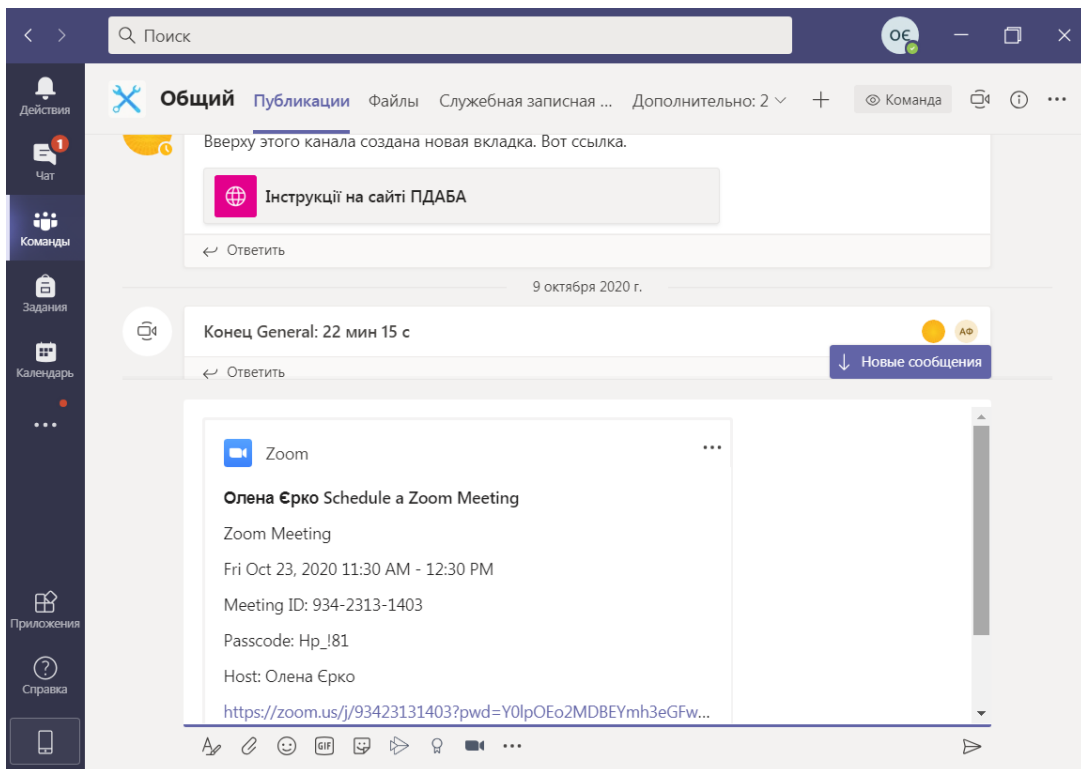 Поиск
ОЄ
Действия
1
Чат
Команды
Задания
Календарь
Приложения
Справка
Общий Публикации Файлы Служебная записная ... Дополнительно: 2 Команда
Вверху этого канала создана новая вкладка. Вот ссылка.
Інструкції на сайті ПДАБА
Ответить
9 октября 2020 г.
Конец General: 22 мин 15 с
АФ
Ответить
Новые сообщения
Zoom
Олена Єрко Schedule a Zoom Meeting
Zoom Meeting
Fri Oct 23, 2020 11:30 AM - 12:30 PM
Meeting ID: 934-2313-1403
Passcode: Hp_!81
Host: Олена Єрко
https://zoom.us/j/93423131403?pwd=Y0lpOEo2MDBEYmh3eGFw...
GIF